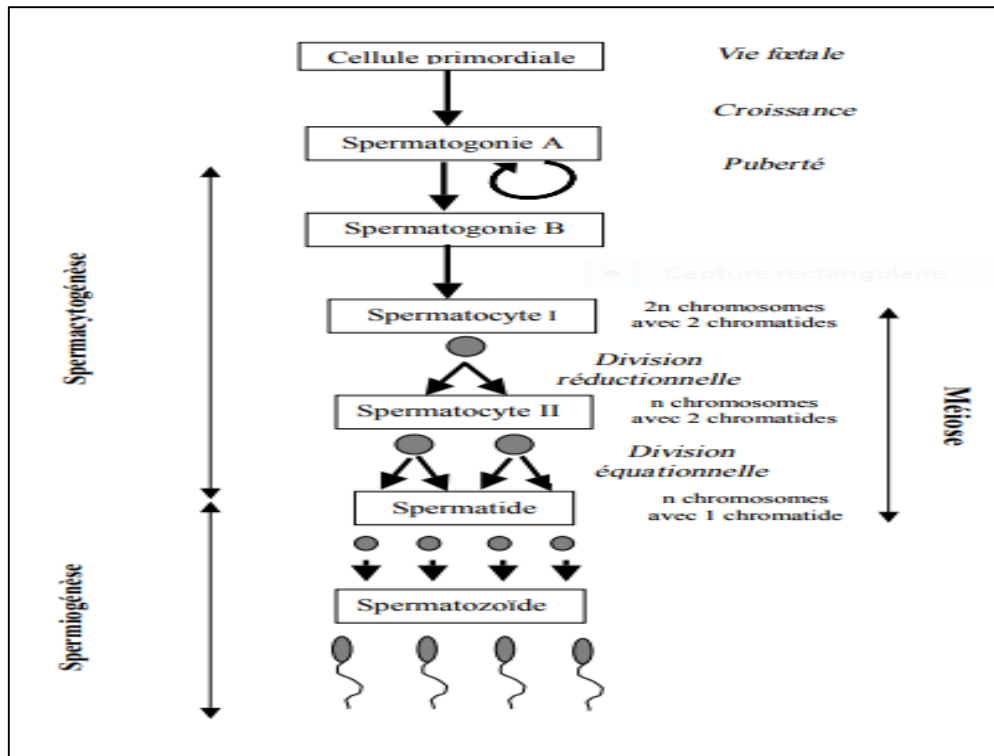 Cellule primordiale
Vie fœtale
Croissance
Spermatogonie A
Puberté
Spermatogonie B
Capture rectangulaire
Spermacytogénèse
Spermatocyte I
2n chromosomes
avec 2 chromatides
Division
réductionnelle
Spermatocyte II
n chromosomes
avec 2 chromatides
Méiose
Division
équationnelle
Spermatide
n chromosomes
avec 1 chromatide
Spermiogénèse
Spermatozoïde